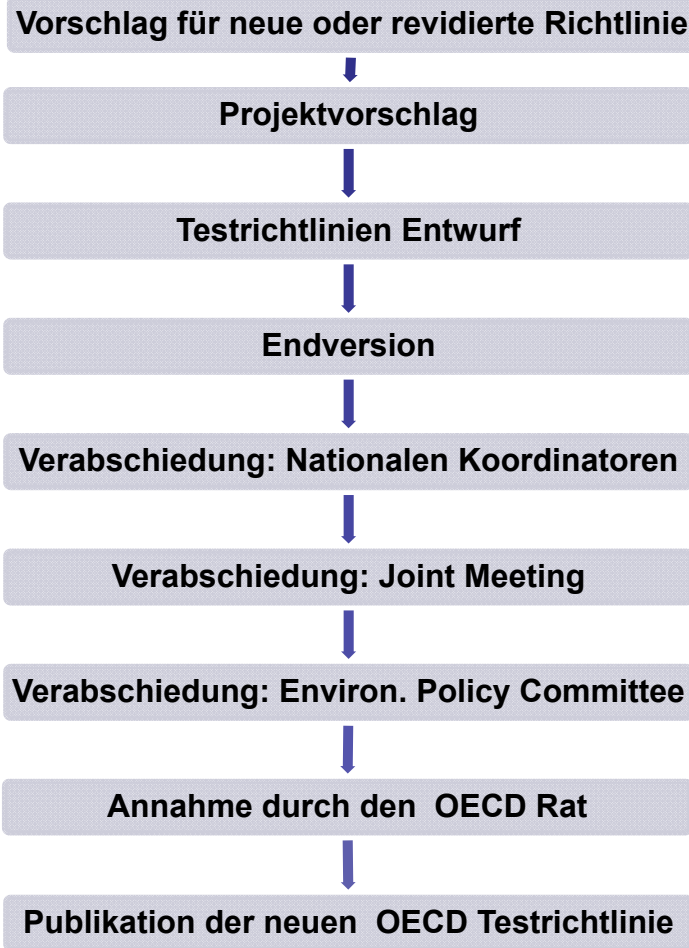 Vorschlag für neue oder revidierte Richtlinie
Projektvorschlag
Testrichtlinien Entwurf
Endversion
Verabschiedung: Nationalen Koordinatoren
Verabschiedung: Joint Meeting
Verabschiedung: Environ. Policy Committee
Annahme durch den OECD Rat
Publikation der neuen OECD Testrichtlinie